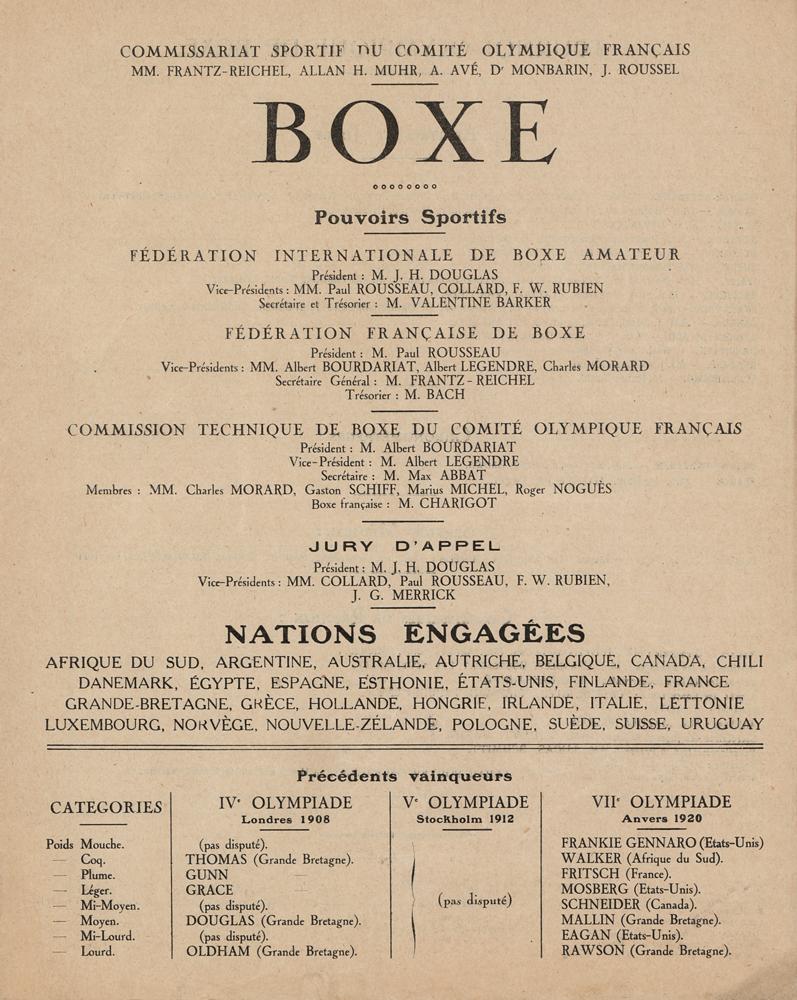 COMMISSARIAT SPORTIF DU COMITÉ OLYMPIQUE FRANÇAIS
MM. FRANTZ-REICHEL, ALLAN H. MUHR, A. AVÉ, Dr MONBARIN, J. ROUSSEL
BOXE
Pouvoirs Sportifs
FÉDÉRATION INTERNATIONALE DE BOXE AMATEUR
Président : M. J. H. DOUGLAS
Vice-Présidents : MM. Paul ROUSSEAU, COLLARD, F. W. RUBIEN
Secrétaire et Trésorier : M. VALENTINE BARKER
FÉDÉRATION FRANÇAISE DE BOXE
Président : M. Paul ROUSSEAU
Vice-Présidents : MM. Albert BOURDARIAT, Albert LEGENDRE, Charles MORARD
Secrétaire Général : M. FRANTZ-REICHEL
Trésorier : M. BACH
COMMISSION TECHNIQUE DE BOXE DU COMITÉ OLYMPIQUE FRANÇAIS
Président : M. Albert BOURDARIAT
Vice-Président : M. Albert LEGENDRE
Secrétaire : M. Max ABBAT
Membres : MM. Charles MORARD, Gaston SCHIFF, Marius MICHEL, Roger NOGUÈS
Boxe française : M. CHARIGOT
JURY D'APPEL
Président : M. J. H. DOUGLAS
Vice-Présidents : MM. COLLARD, Paul ROUSSEAU, F. W. RUBIEN,
J. G. MERRICK
NATIONS ENGAGÉES
AFRIQUE DU SUD, ARGENTINE, AUSTRALIE, AUTRICHE, BELGIQUE, CANADA, CHILI
DANEMARK, ÉGYPTE, ESPAGNE, ESTHONIE, ÉTATS-UNIS, FINLANDE, FRANCE
GRANDE-BRETAGNE, GRÈCE, HOLLANDE, HONGRIE, IRLANDE, ITALIE, LETTONIE
LUXEMBOURG, NORVÈGE, NOUVELLE-ZÉLANDE, POLOGNE, SUÈDE, SUISSE, URUGUAY
Précédents vainqueurs
CATEGORIES IVe OLYMPIADE Ve OLYMPIADE VIIe OLYMPIADE
Londres 1908 Stockholm 1912 Anvers 1920
Poids Mouche. (pas disputé). FRANKIE GENNARO (Etats-Unis)
— Coq. THOMAS (Grande Bretagne). WALKER (Afrique du Sud).
— Plume. GUNN — FRITSCH (France).
— Léger. GRACE — MOSBERG (Etats-Unis).
— Mi-Moyen. (pas disputé). (pas disputé) SCHNEIDER (Canada).
— Moyen. DOUGLAS (Grande Bretagne). MALLIN (Grande Bretagne).
— Mi-Lourd. (pas disputé). EAGAN (Etats-Unis).
— Lourd. OLDHAM (Grande Bretagne). RAWSON (Grande Bretagne).